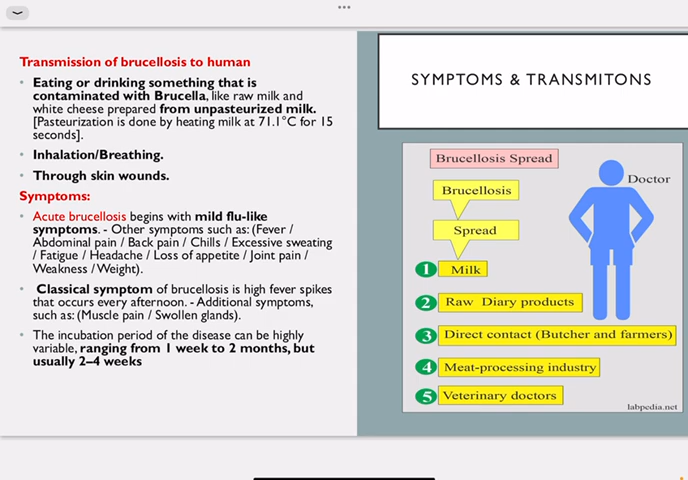 Transmission of brucellosis to human
• Eating or drinking something that is
contaminated with Brucella, like raw milk and
white cheese prepared from unpasteurized milk.
[Pasteurization is done by heating milk at 71.1°C for 15
seconds].
• Inhalation/Breathing.
• Through skin wounds.
Symptoms:
• Acute brucellosis begins with mild flu-like
symptoms. - Other symptoms such as: (Fever /
Abdominal pain / Back pain / Chills / Excessive sweating
/ Fatigue / Headache / Loss of appetite / Joint pain /
Weakness / Weight).
• Classical symptom of brucellosis is high fever spikes
that occurs every afternoon. - Additional symptoms,
such as: (Muscle pain / Swollen glands).
• The incubation period of the disease can be highly
variable, ranging from 1 week to 2 months, but
usually 2–4 weeks
SYMPTOMS & TRANSMITONS
Brucellosis Spread
Doctor
Brucellosis
Spread
1 Milk
2 Raw Diary products
3 Direct contact (Butcher and farmers)
4 Meat-processing industry
5 Veterinary doctors
labpedia.net